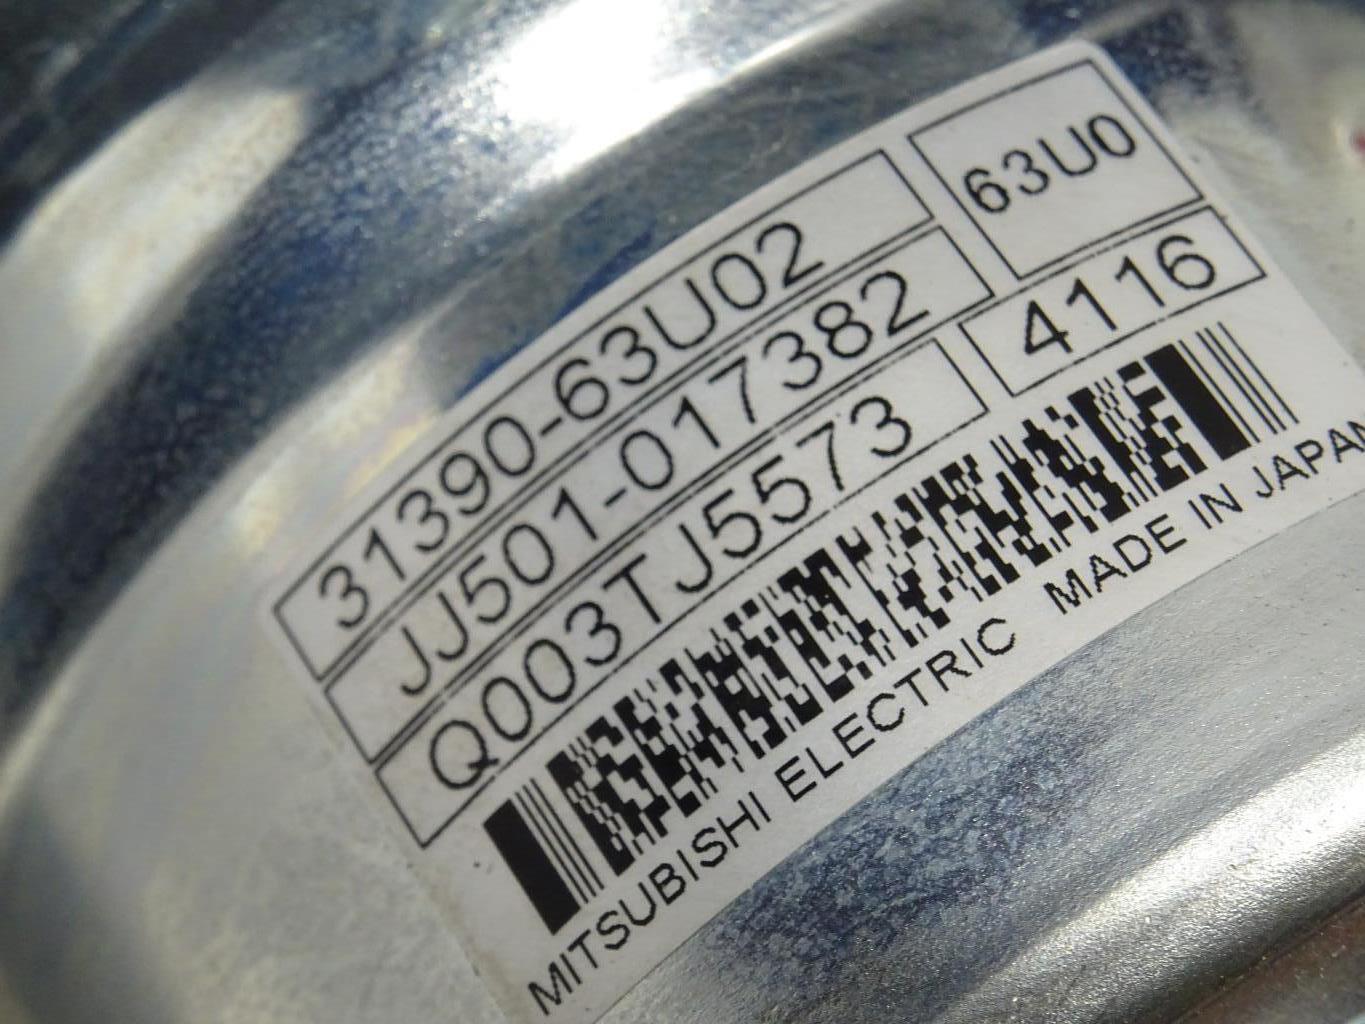 31390-63U02
63U0
JJ501-017382
Q003TJ5573
4116
MITSUBISHI ELECTRIC MADE IN JAPAN